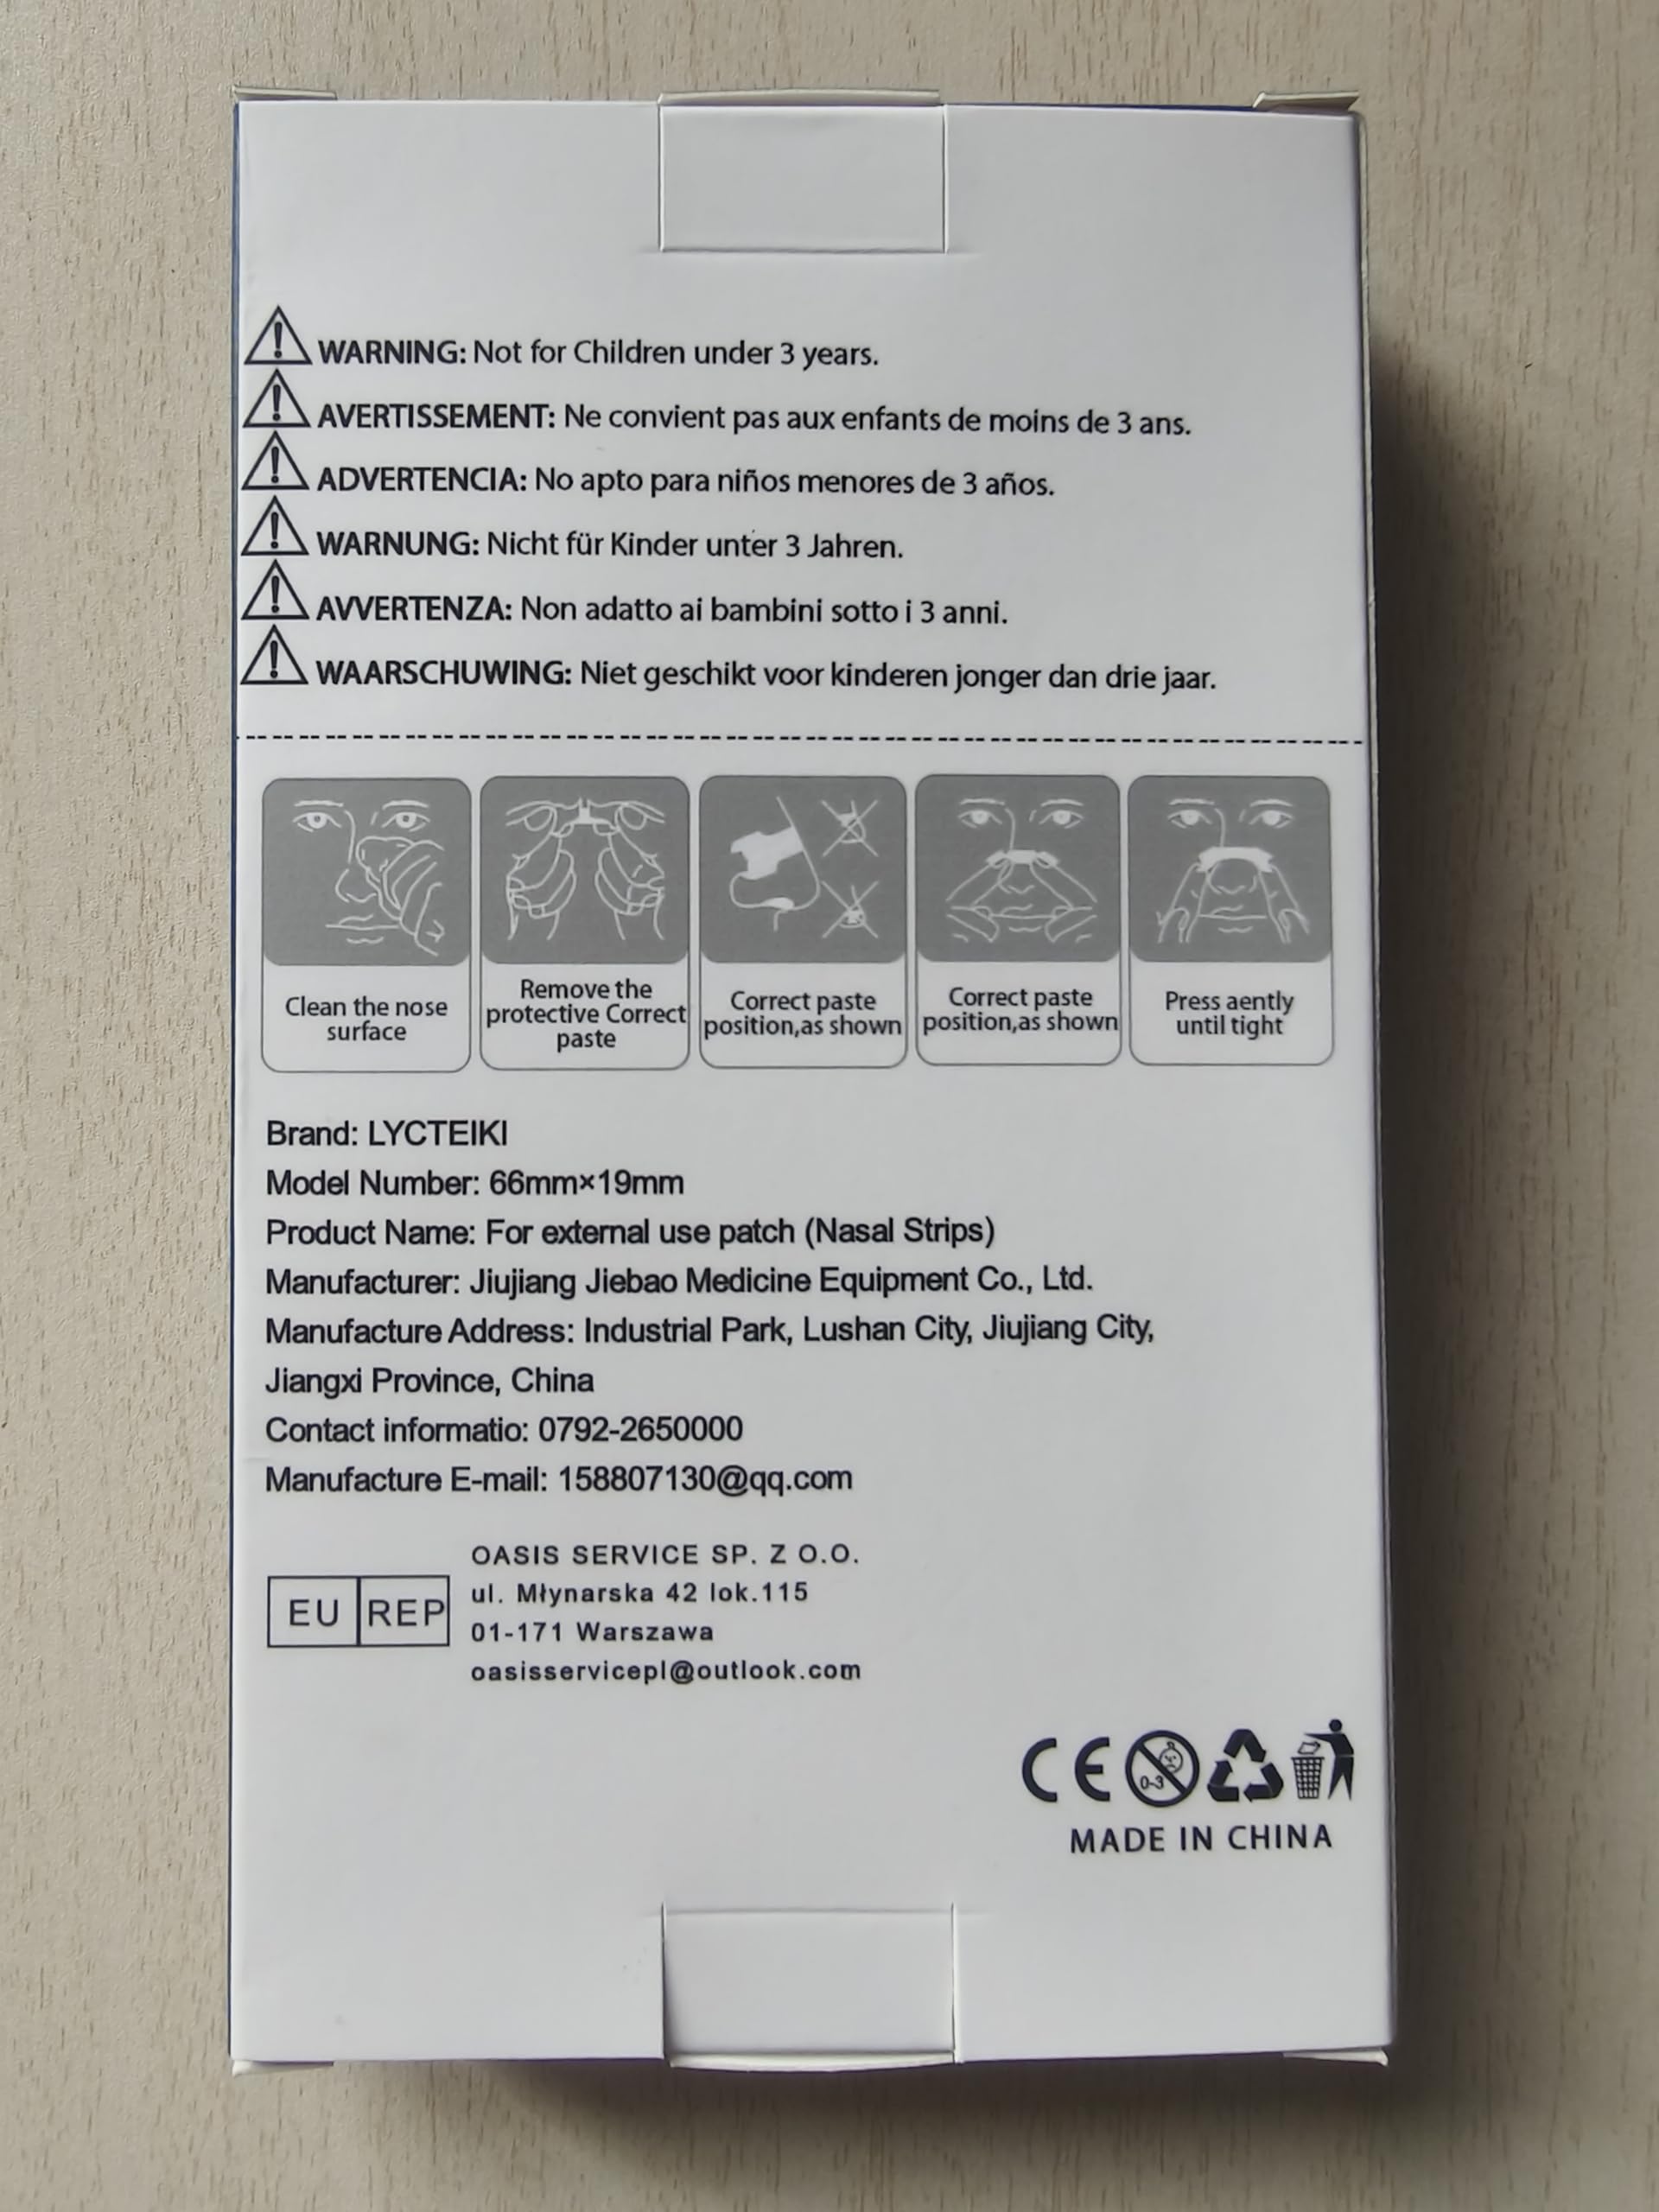 WARNING: Not for Children under 3 years.
AVERTISSEMENT: Ne convient pas aux enfants de moins de 3 ans.
ADVERTENCIA: No apto para niños menores de 3 años.
WARNUNG: Nicht für Kinder unter 3 Jahren.
AVVERTENZA: Non adatto ai bambini sotto i 3 anni.
WAARSCHUWING: Niet geschikt voor kinderen jonger dan drie jaar.
Clean the nose
surface
Remove the
protective Correct
paste
Correct paste
position,as shown
Correct paste
position,as shown
Press aently
until tight
Brand: LYCTEIKI
Model Number: 66mm×19mm
Product Name: For external use patch (Nasal Strips)
Manufacturer: Jiujiang Jiebao Medicine Equipment Co., Ltd.
Manufacture Address: Industrial Park, Lushan City, Jiujiang City,
Jiangxi Province, China
Contact informatio: 0792-2650000
Manufacture E-mail: 158807130@qq.com
EU REP
OASIS SERVICE SP. Z O.O.
ul. Młynarska 42 lok.115
01-171 Warszawa
oasisservicepl@outlook.com
CE
0-3
MADE IN CHINA